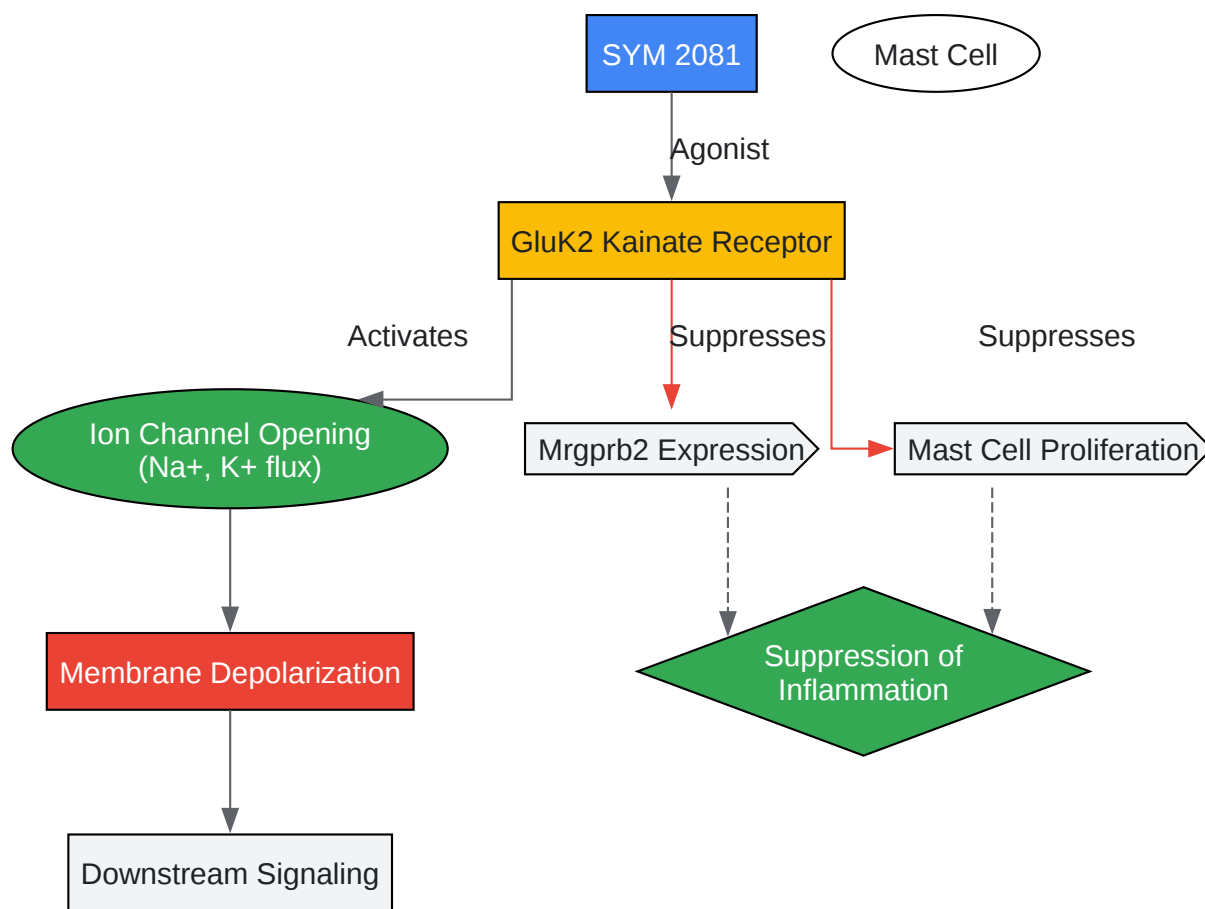 SYM 2081
Mast Cell
Agonist
GluK2 Kainate Receptor
Activates
Suppresses
Suppresses
Ion Channel Opening
(Na+, K+ flux)
Mrgprb2 Expression
Mast Cell Proliferation
Membrane Depolarization
Suppression of
Inflammation
Downstream Signaling